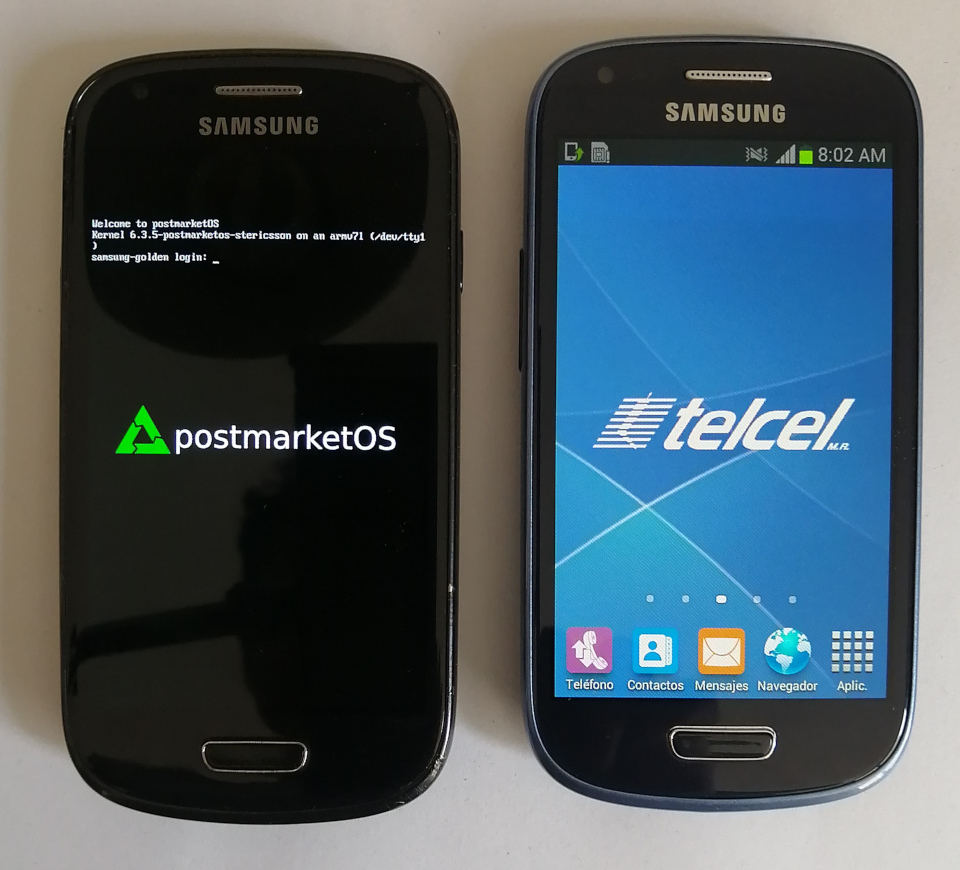 SAMSUNG
Welcome to postmarketOS
Kernel 6.3.5-postmarketos-stericsson on an armv7l (/dev/tty1
)
samsung-golden login: _
postmarketOS
SAMSUNG
8:02 AM
telcel
M.R.
Teléfono Contactos Mensajes Navegador Aplic.